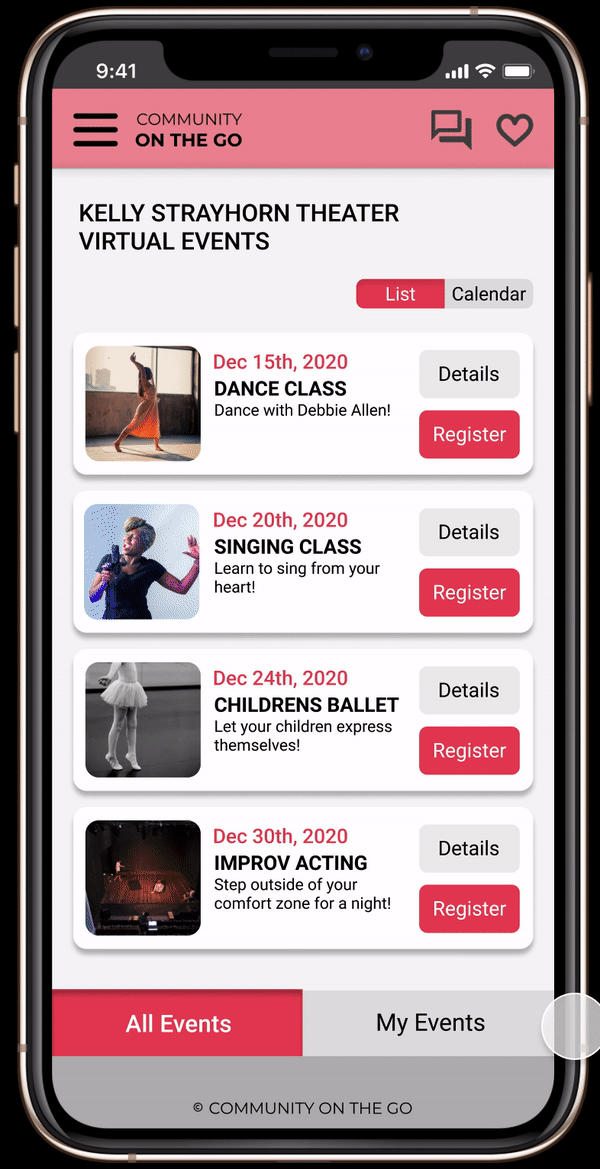 9:41
COMMUNITY
ON THE GO
KELLY STRAYHORN THEATER
VIRTUAL EVENTS
List Calendar
Dec 15th, 2020
DANCE CLASS
Dance with Debbie Allen!
Details
Register
Dec 20th, 2020
SINGING CLASS
Learn to sing from your
heart!
Details
Register
Dec 24th, 2020
CHILDRENS BALLET
Let your children express
themselves!
Details
Register
Dec 30th, 2020
IMPROV ACTING
Step outside of your
comfort zone for a night!
Details
Register
All Events My Events
© COMMUNITY ON THE GO